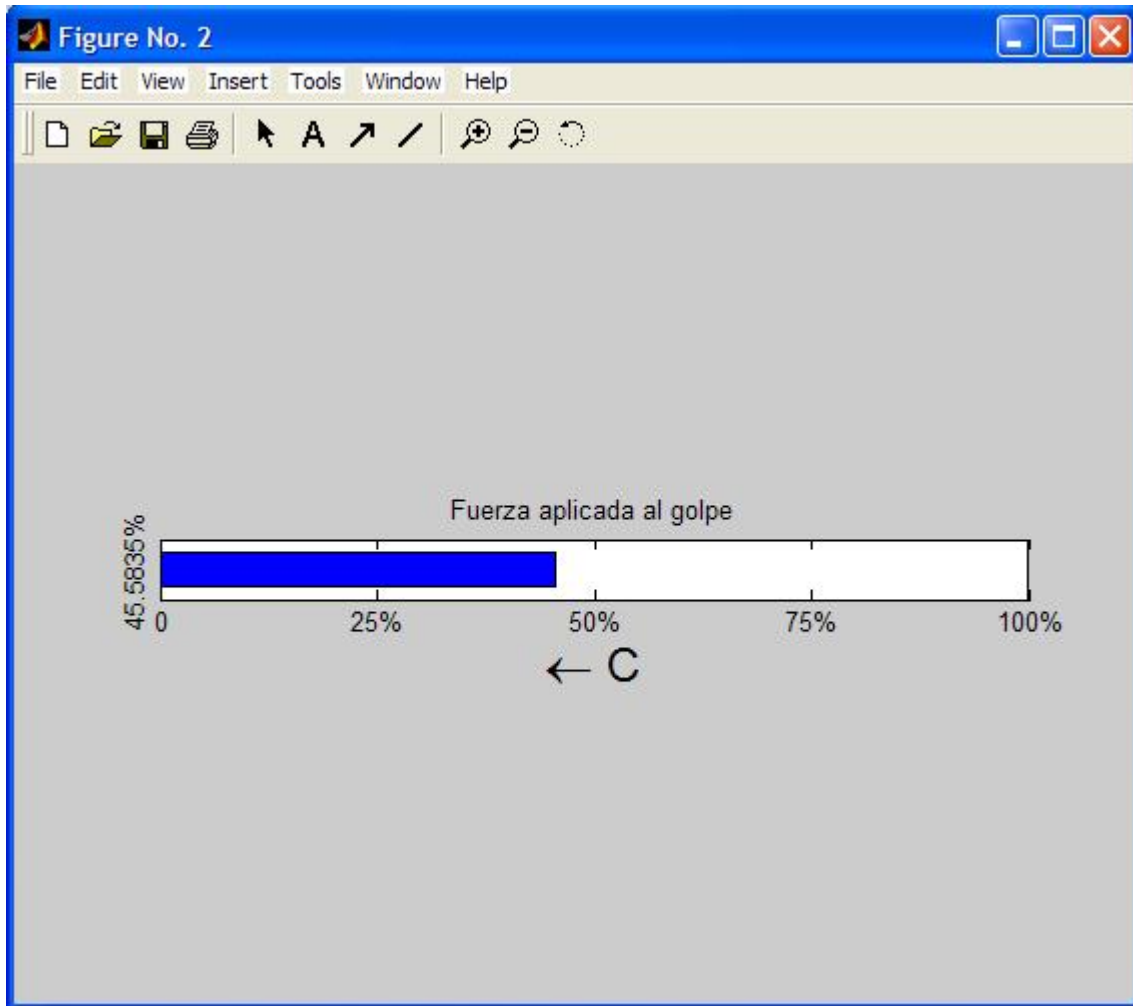 Figure No. 2
File Edit View Insert Tools Window Help
A
Fuerza aplicada al golpe
45.5835%
0 25% 50% 75% 100%
← C